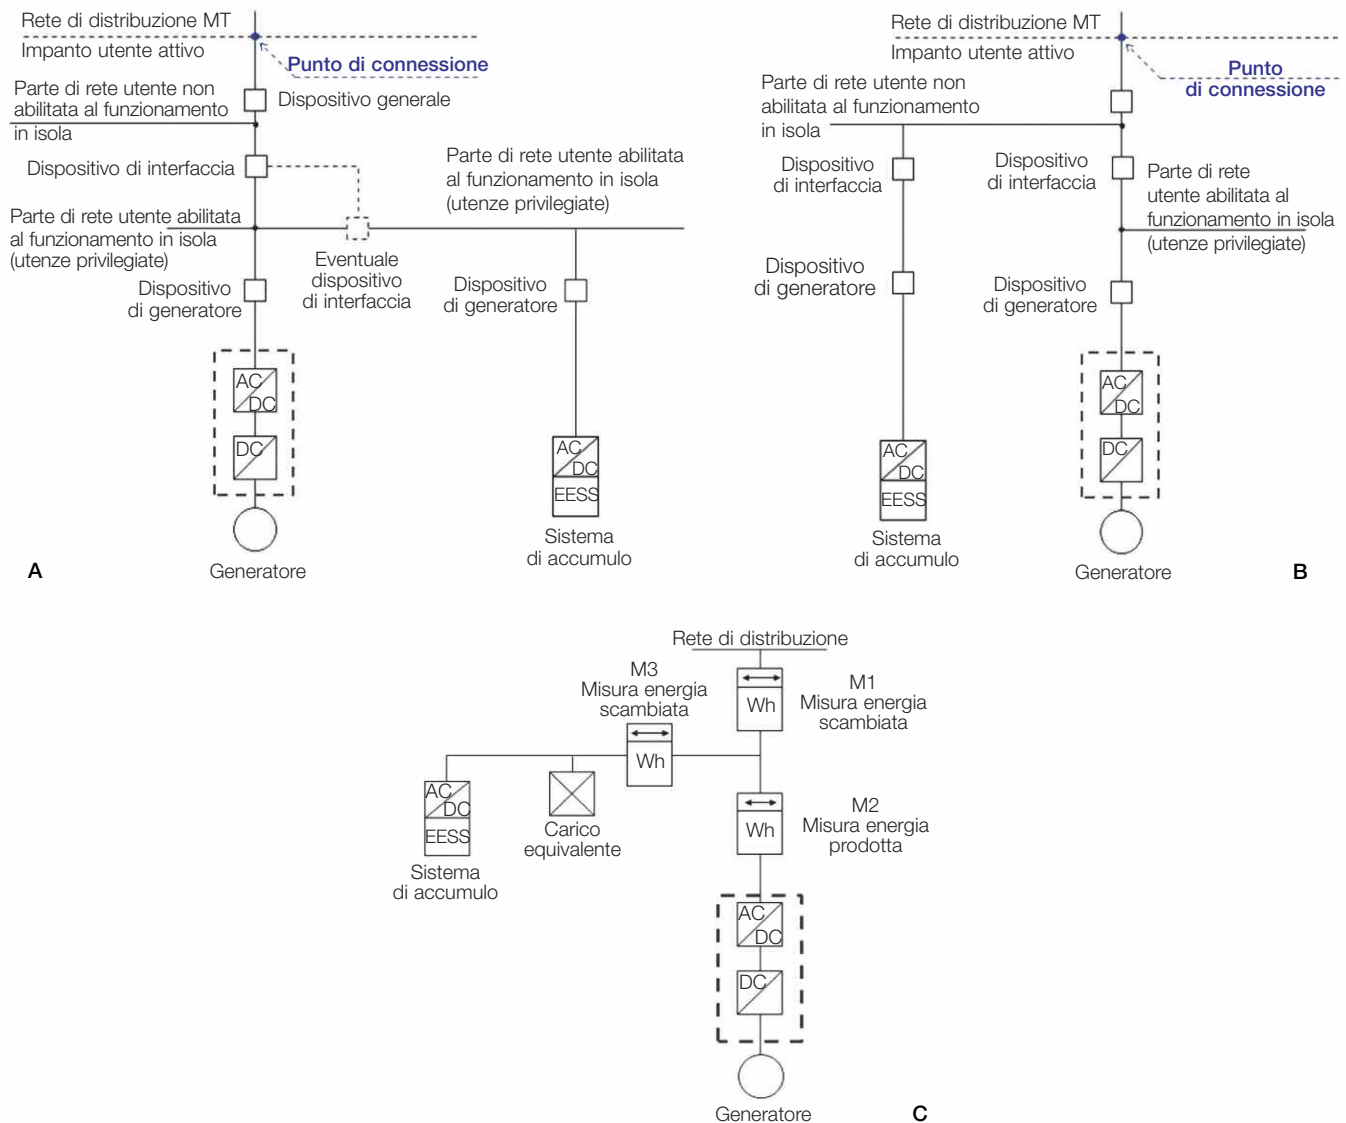 Rete di distribuzione MT
Impanto utente attivo
Punto di connessione
Parte di rete utente non
abilitata al funzionamento
in isola
Dispositivo generale
Dispositivo di interfaccia
Parte di rete utente abilitata
al funzionamento in isola
(utenze privilegiate)
Parte di rete utente abilitata
al funzionamento in isola
(utenze privilegiate)
Eventuale
dispositivo
di interfaccia
Dispositivo
di generatore
Dispositivo
di generatore
AC
DC
DC
AC
DC
EESS
Sistema
di accumulo
Generatore
A
Rete di distribuzione MT
Impanto utente attivo
Punto
di connessione
Parte di rete utente non
abilitata al funzionamento
in isola
Dispositivo
di interfaccia
Dispositivo
di interfaccia
Parte di rete
utente abilitata al
funzionamento in isola
(utenze privilegiate)
Dispositivo
di generatore
Dispositivo
di generatore
AC
DC
DC
AC
DC
EESS
Sistema
di accumulo
Generatore
B
Rete di distribuzione
M3
Misura energia
scambiata
Wh
M1
Misura energia
scambiata
Wh
M2
Misura energia
prodotta
Wh
AC
DC
EESS
Sistema
di accumulo
Carico
equivalente
AC
DC
DC
Generatore
C